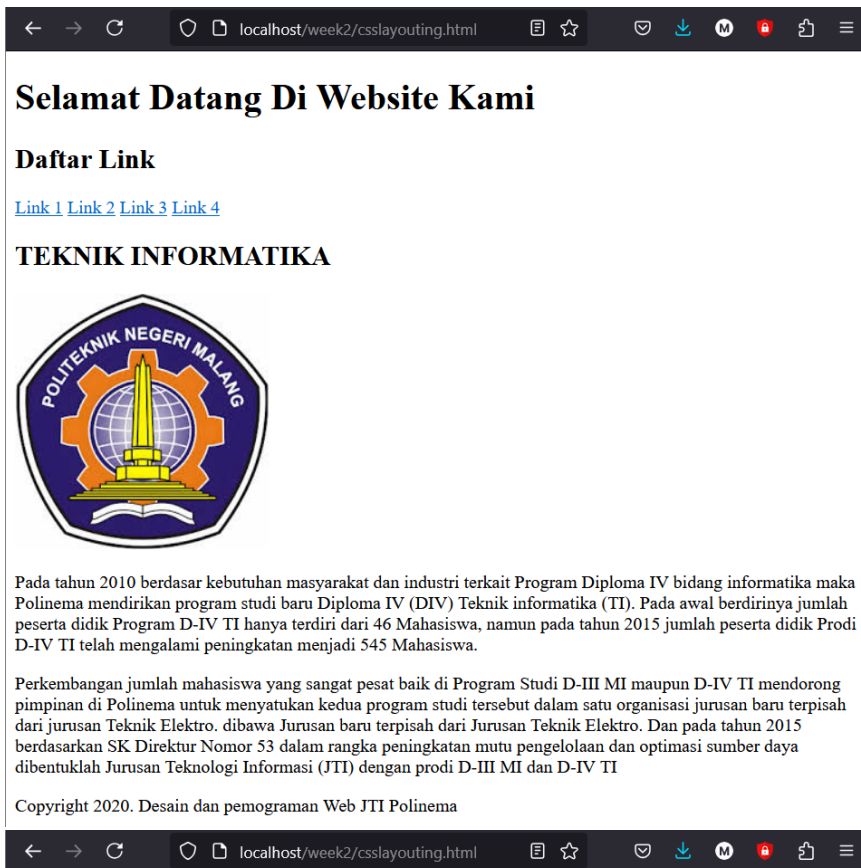 localhost/week2/csslayouting.html
M
Selamat Datang Di Website Kami
Daftar Link
Link 1 Link 2 Link 3 Link 4
TEKNIK INFORMATIKA
POLITEKNIK NEGERI MALANG
Pada tahun 2010 berdasar kebutuhan masyarakat dan industri terkait Program Diploma IV bidang informatika maka
Polinema mendirikan program studi baru Diploma IV (DIV) Teknik informatika (TI). Pada awal berdirinya jumlah
peserta didik Program D-IV TI hanya terdiri dari 46 Mahasiswa, namun pada tahun 2015 jumlah peserta didik Prodi
D-IV TI telah mengalami peningkatan menjadi 545 Mahasiswa.
Perkembangan jumlah mahasiswa yang sangat pesat baik di Program Studi D-III MI maupun D-IV TI mendorong
pimpinan di Polinema untuk menyatukan kedua program studi tersebut dalam satu organisasi jurusan baru terpisah
dari jurusan Teknik Elektro. dibawa Jurusan baru terpisah dari Jurusan Teknik Elektro. Dan pada tahun 2015
berdasarkan SK Direktur Nomor 53 dalam rangka peningkatan mutu pengelolaan dan optimasi sumber daya
dibentuklah Jurusan Teknologi Informasi (JTI) dengan prodi D-III MI dan D-IV TI
Copyright 2020. Desain dan pemograman Web JTI Polinema
localhost/week2/csslayouting.html
M